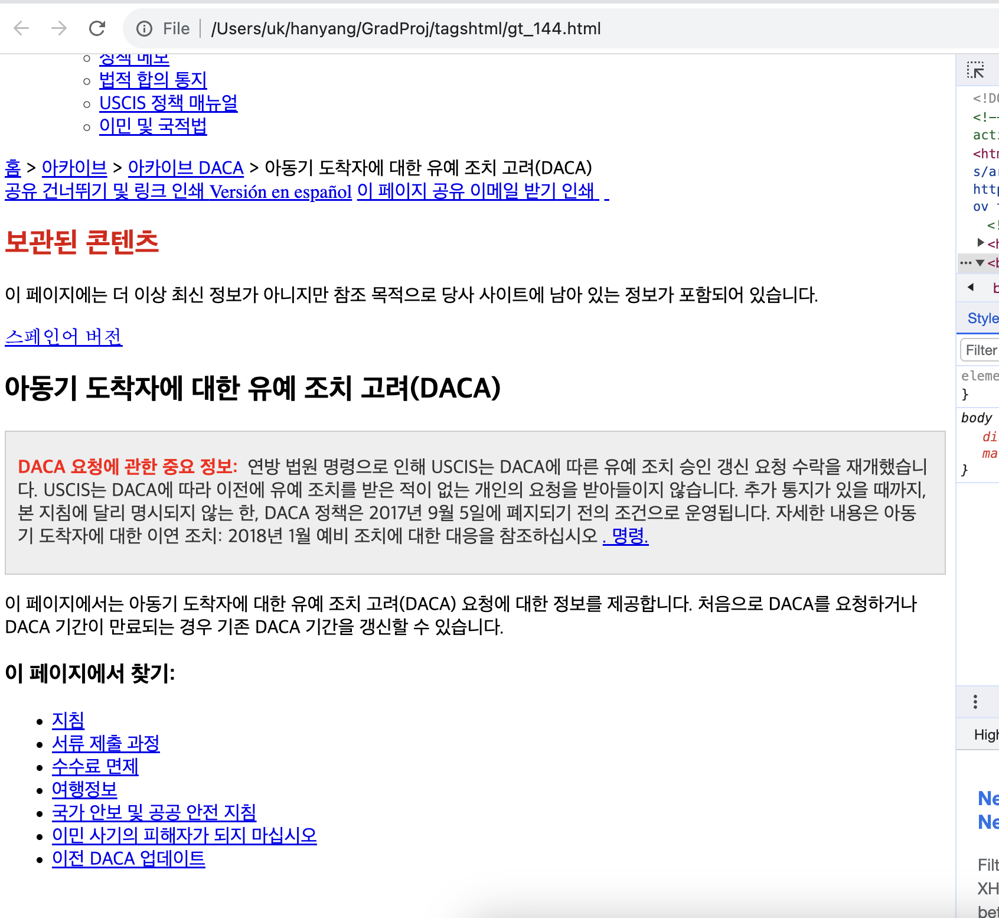 File /Users/uk/hanyang/GradProj/tagshtml/gt_144.html
정책 메모
법적 합의 통지
USCIS 정책 매뉴얼
이민 및 국적법
홈 > 아카이브 > 아카이브 DACA > 아동기 도착자에 대한 유예 조치 고려(DACA)
공유 건너뛰기 및 링크 인쇄 Versión en español 이 페이지 공유 이메일 받기 인쇄
보관된 콘텐츠
이 페이지에는 더 이상 최신 정보가 아니지만 참조 목적으로 당사 사이트에 남아 있는 정보가 포함되어 있습니다.
스페인어 버전
아동기 도착자에 대한 유예 조치 고려(DACA)
DACA 요청에 관한 중요 정보: 연방 법원 명령으로 인해 USCIS는 DACA에 따른 유예 조치 승인 갱신 요청 수락을 재개했습니
다. USCIS는 DACA에 따라 이전에 유예 조치를 받은 적이 없는 개인의 요청을 받아들이지 않습니다. 추가 통지가 있을 때까지,
본 지침에 달리 명시되지 않는 한, DACA 정책은 2017년 9월 5일에 폐지되기 전의 조건으로 운영됩니다. 자세한 내용은 아동
기 도착자에 대한 이연 조치: 2018년 1월 예비 조치에 대한 대응을 참조하십시오 . 명령.
이 페이지에서는 아동기 도착자에 대한 유예 조치 고려(DACA) 요청에 대한 정보를 제공합니다. 처음으로 DACA를 요청하거나
DACA 기간이 만료되는 경우 기존 DACA 기간을 갱신할 수 있습니다.
이 페이지에서 찾기:
지침
서류 제출 과정
수수료 면제
여행정보
국가 안보 및 공공 안전 지침
이민 사기의 피해자가 되지 마십시오
이전 DACA 업데이트
<!DO
<!--
acti
<htm
s/ar
http
ov
<!
<h
<b
b
Style
Filter
eleme
}
body
di
ma
}
High
Ne
Ne
Filt
XH
bet